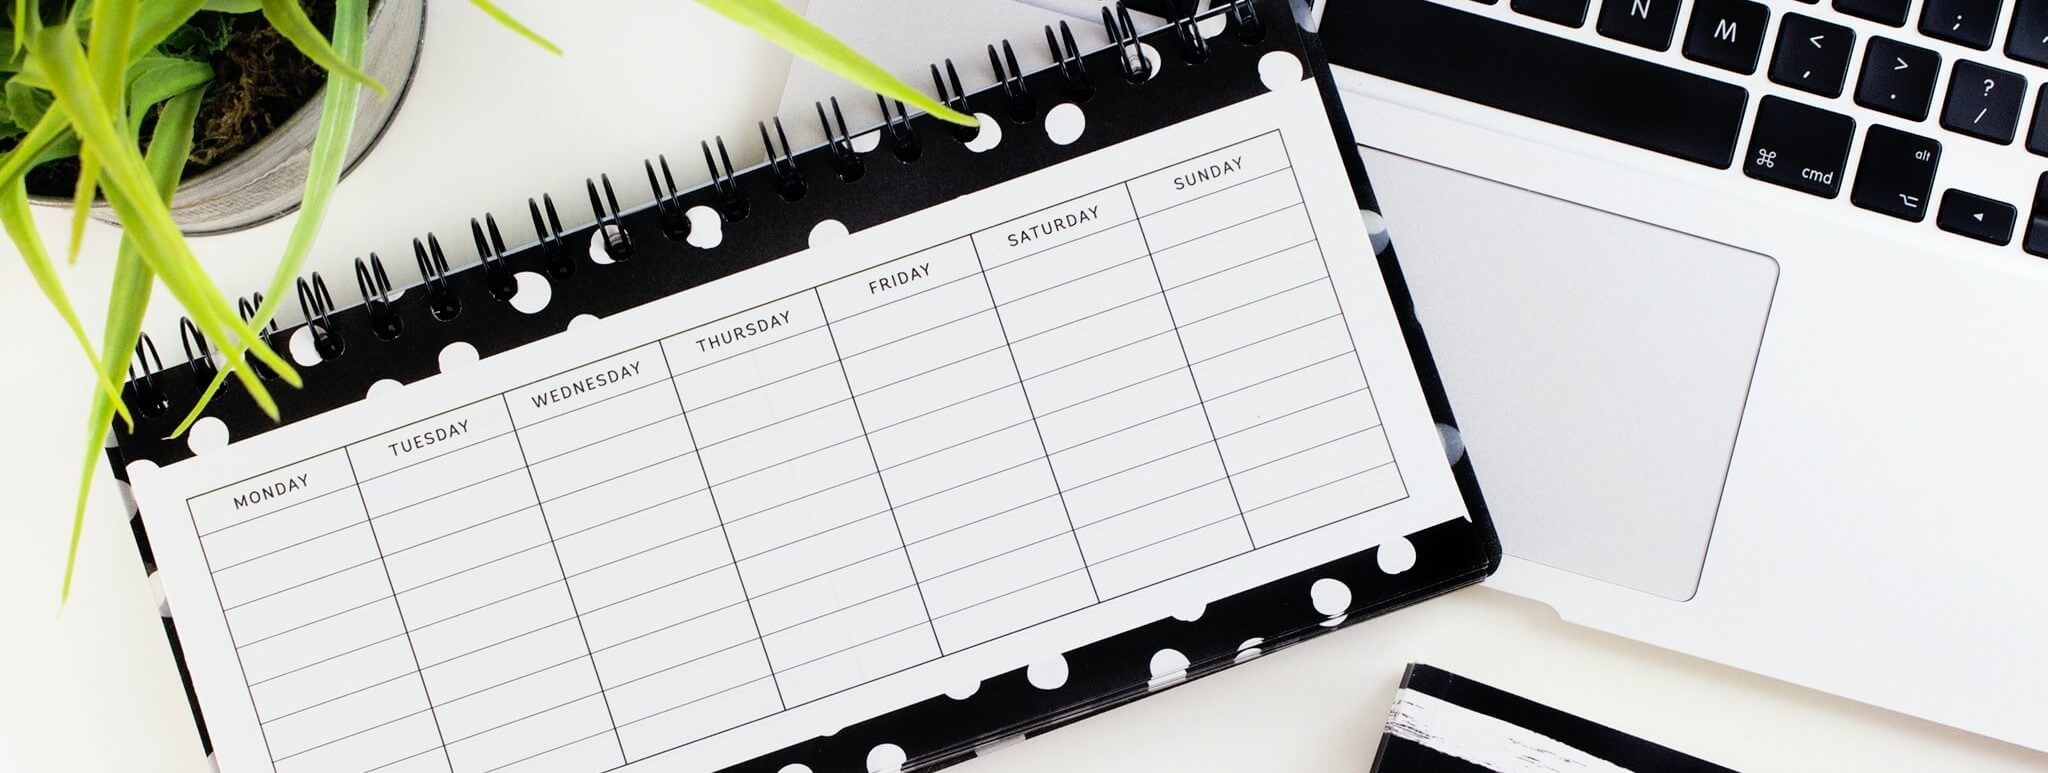 MONDAY TUESDAY WEDNESDAY THURSDAY FRIDAY SATURDAY SUNDAY
N M < , > . ? / ;
⌘ cmd alt ⌥ ◄